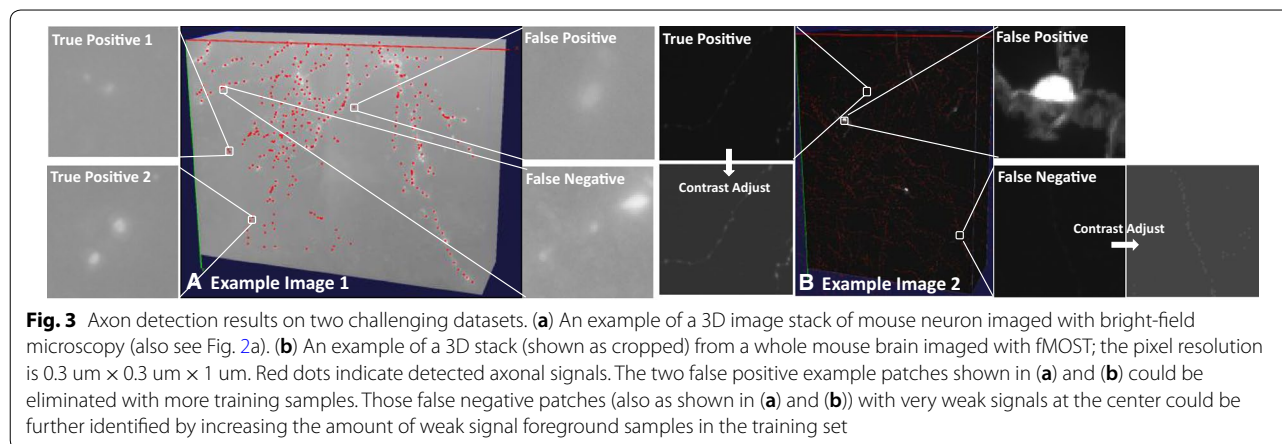 True Positive 1
False Positive
True Positive
False Positive
True Positive 2
False Negative
Contrast Adjust
False Negative
Contrast Adjust
A Example Image 1
B Example Image 2
Fig. 3 Axon detection results on two challenging datasets. (a) An example of a 3D image stack of mouse neuron imaged with bright-field
microscopy (also see Fig. 2a). (b) An example of a 3D stack (shown as cropped) from a whole mouse brain imaged with fMOST; the pixel resolution
is 0.3 um × 0.3 um × 1 um. Red dots indicate detected axonal signals. The two false positive example patches shown in (a) and (b) could be
eliminated with more training samples. Those false negative patches (also as shown in (a) and (b)) with very weak signals at the center could be
further identified by increasing the amount of weak signal foreground samples in the training set